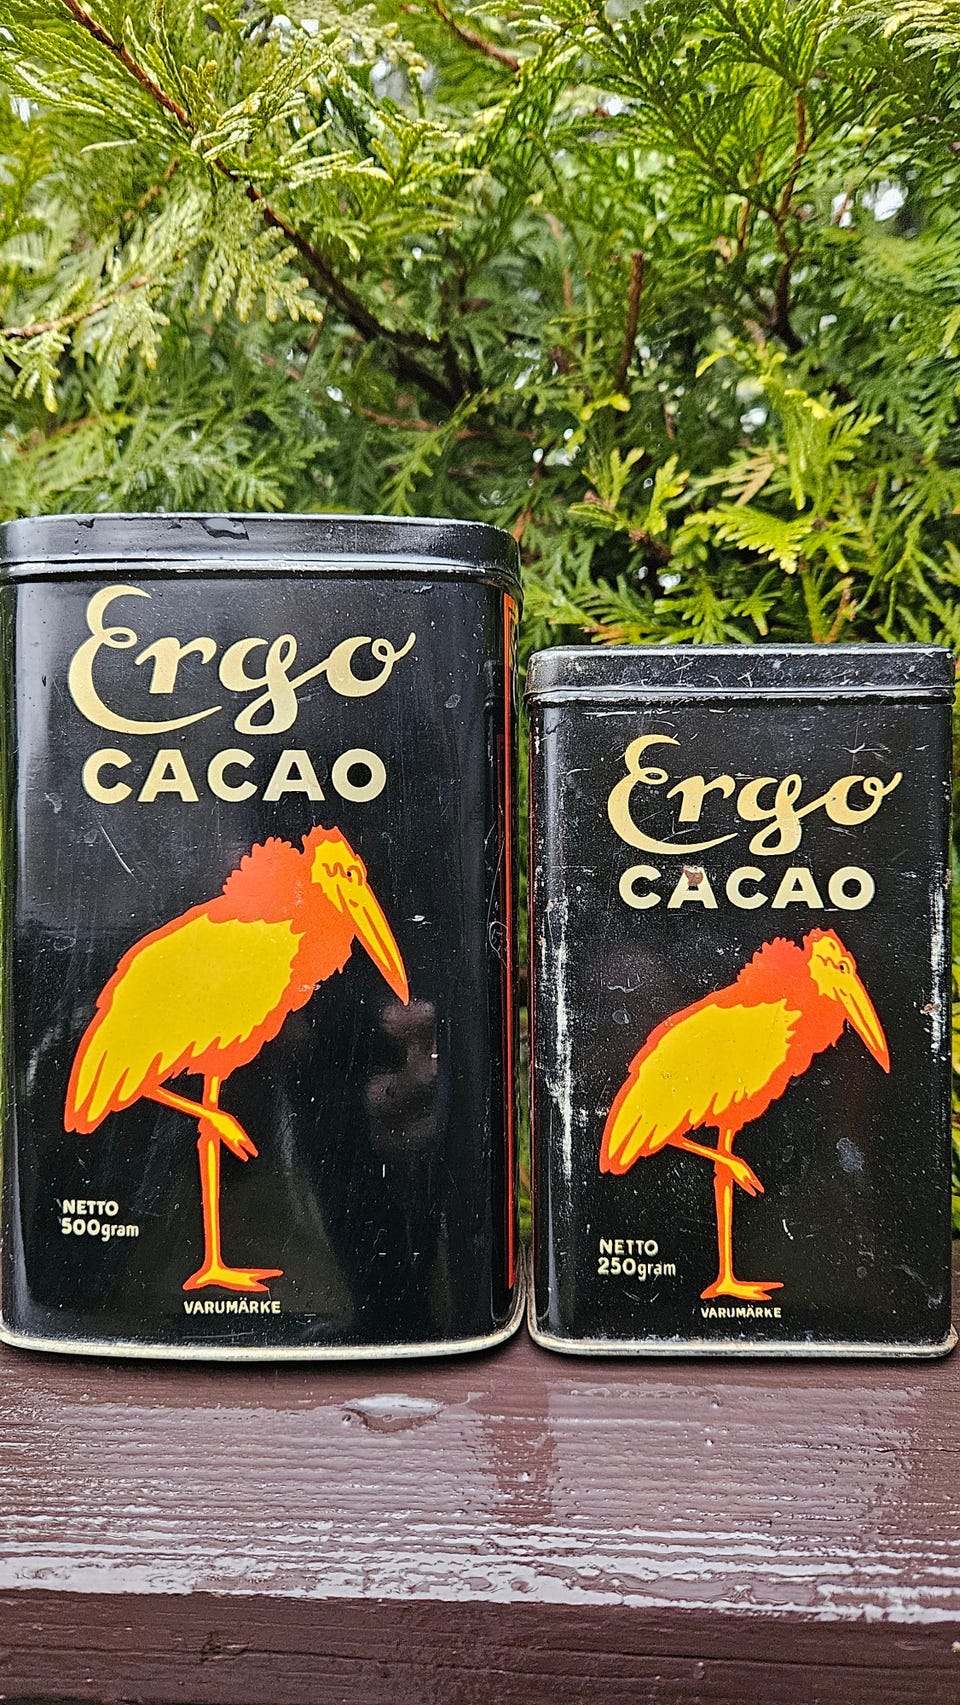 Ergo
CACAO
NETTO
500gram
VARUMÄRKE
Ergo
CACAO
NETTO
250gram
VARUMÄRKE